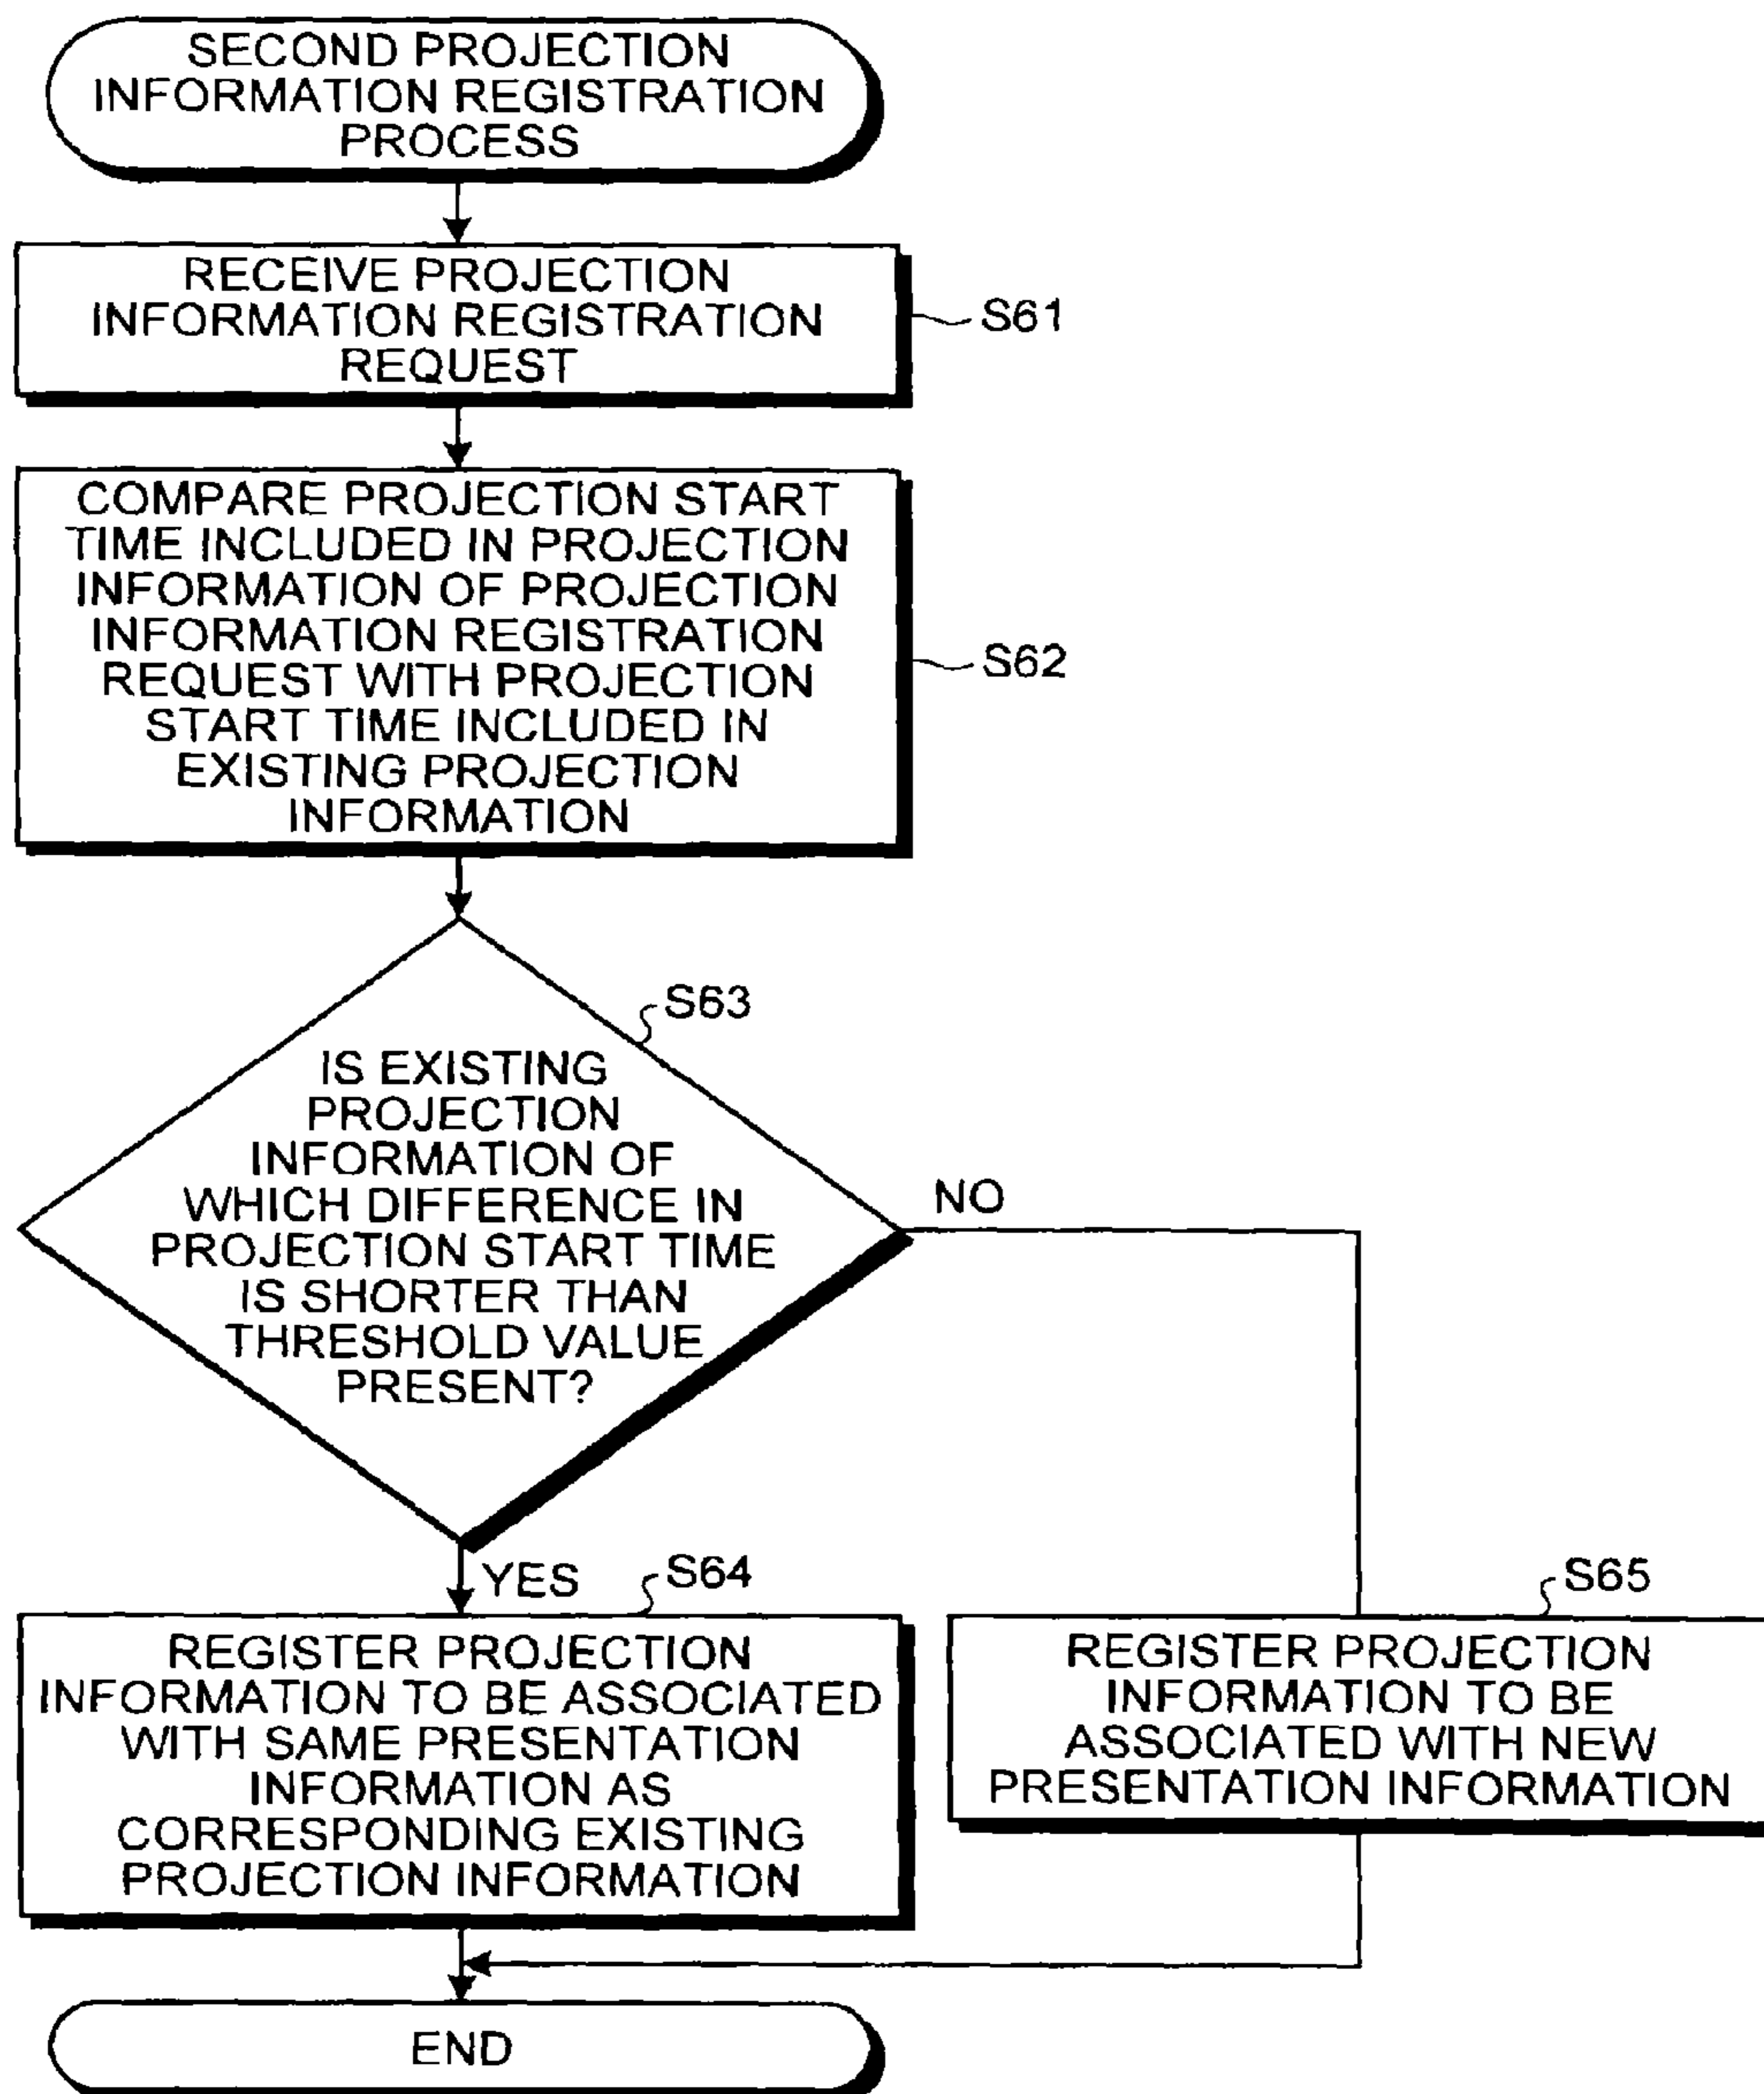 SECOND PROJECTION
INFORMATION REGISTRATION
PROCESS
RECEIVE PROJECTION
INFORMATION REGISTRATION
REQUEST
S61
COMPARE PROJECTION START
TIME INCLUDED IN PROJECTION
INFORMATION OF PROJECTION
INFORMATION REGISTRATION
REQUEST WITH PROJECTION
START TIME INCLUDED IN
EXISTING PROJECTION
INFORMATION
S62
S63
IS EXISTING
PROJECTION
INFORMATION OF
WHICH DIFFERENCE IN
PROJECTION START TIME
IS SHORTER THAN
THRESHOLD VALUE
PRESENT?
NO
YES
S64
REGISTER PROJECTION
INFORMATION TO BE ASSOCIATED
WITH SAME PRESENTATION
INFORMATION AS
CORRESPONDING EXISTING
PROJECTION INFORMATION
S65
REGISTER PROJECTION
INFORMATION TO BE
ASSOCIATED WITH NEW
PRESENTATION INFORMATION
END